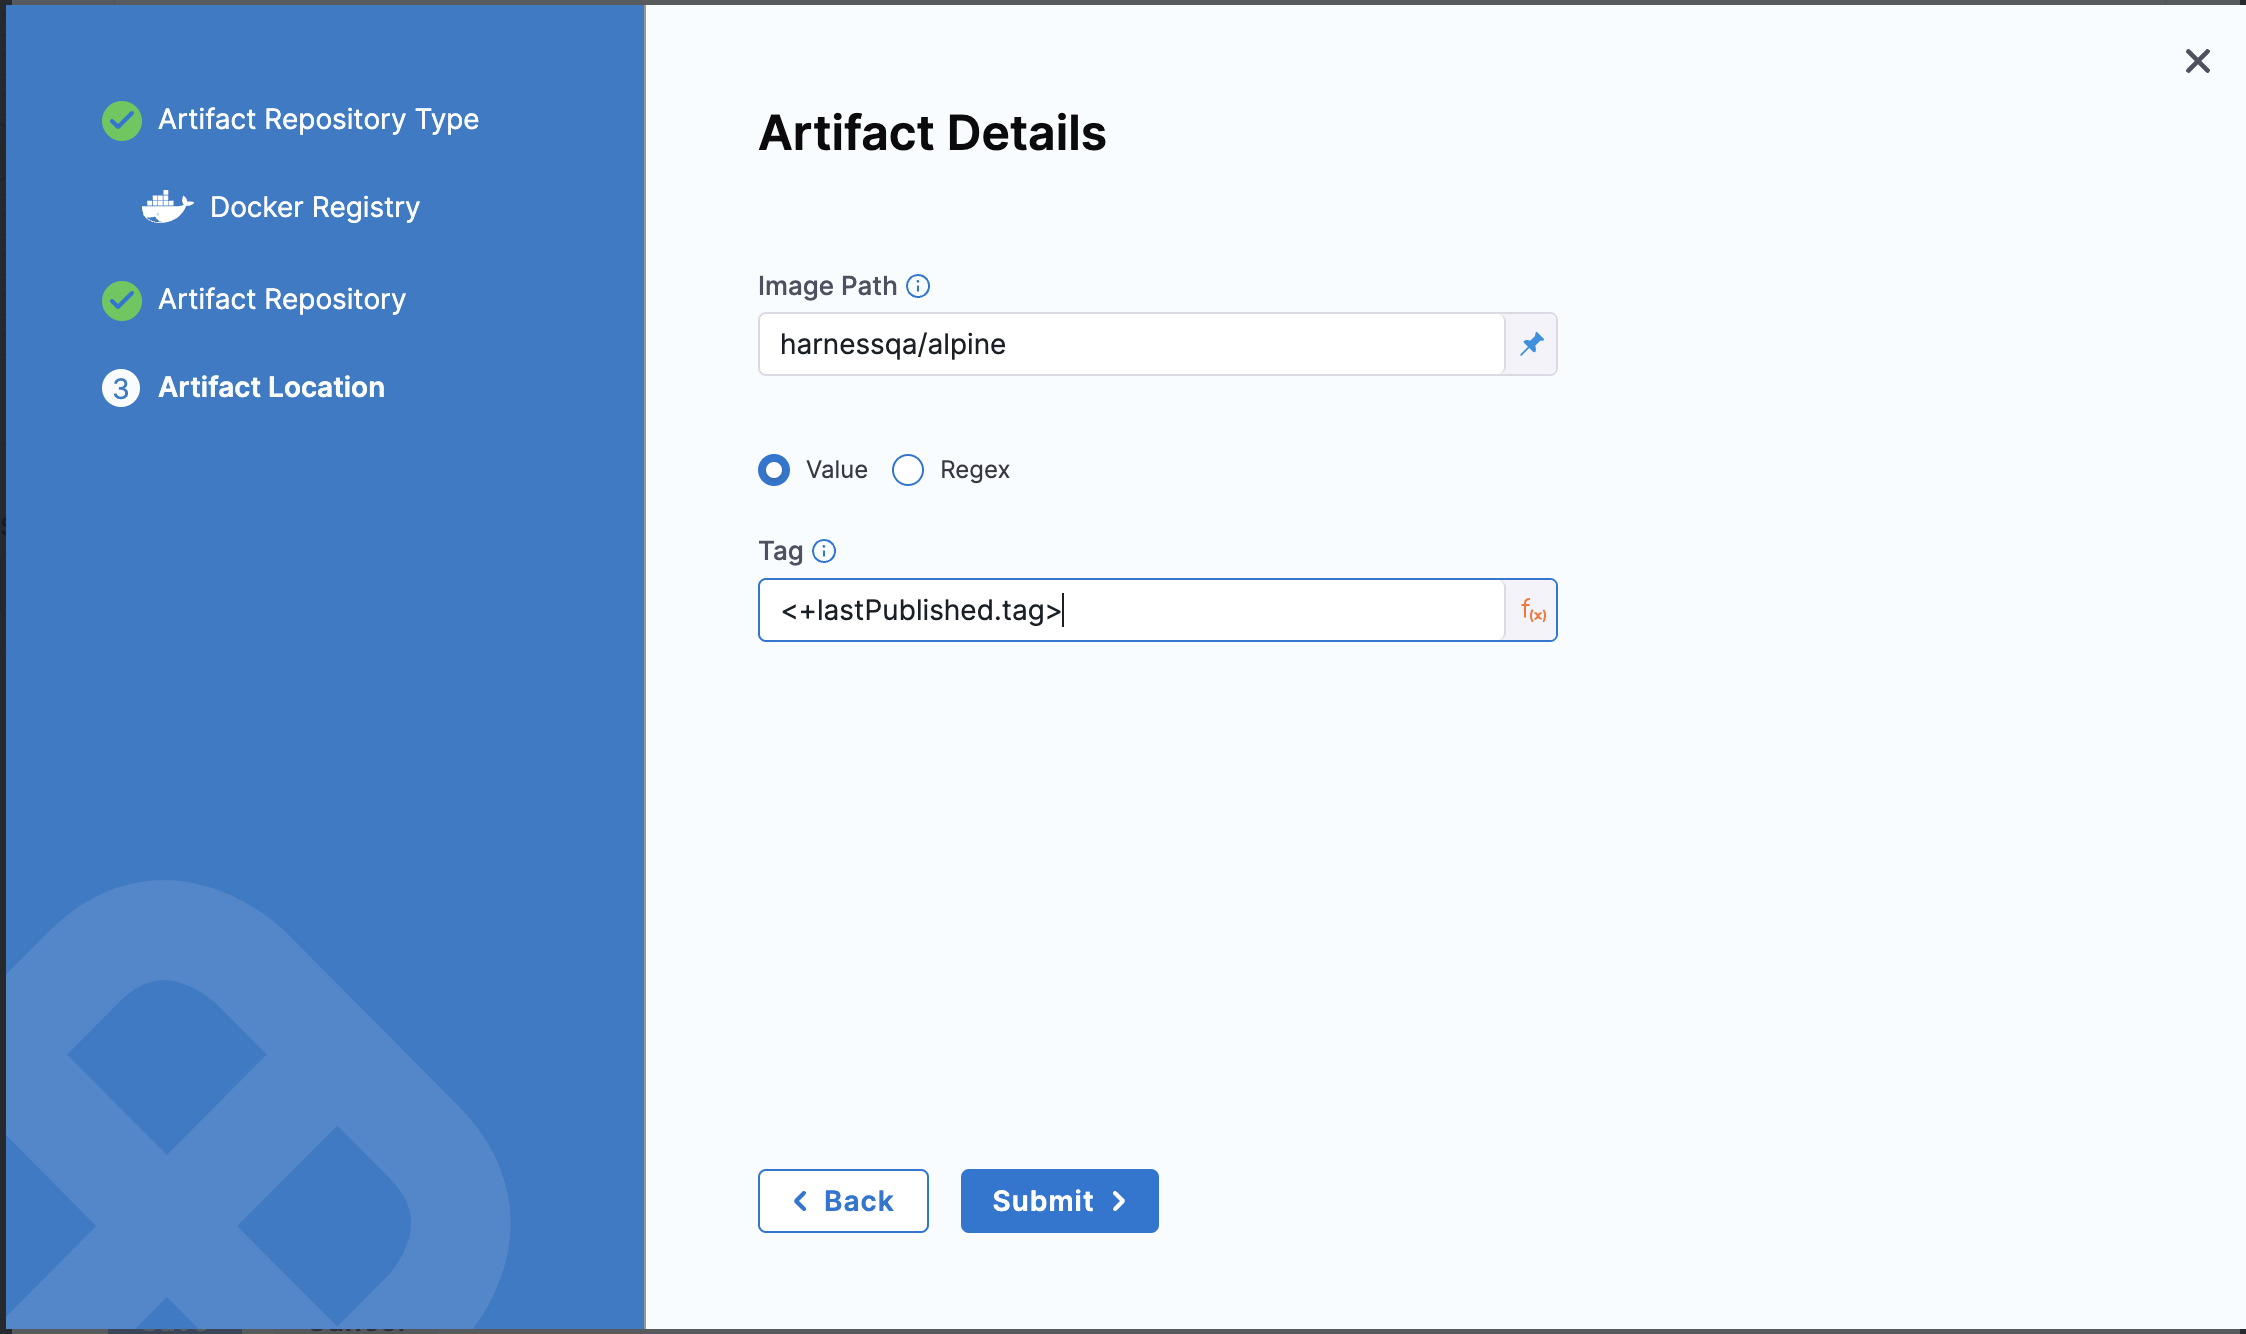 Artifact Repository Type
Docker Registry
Artifact Repository
3 Artifact Location
Artifact Details
Image Path
harnessqa/alpine
Value Regex
Tag
<+lastPublished.tag>
f(x)
Back
Submit